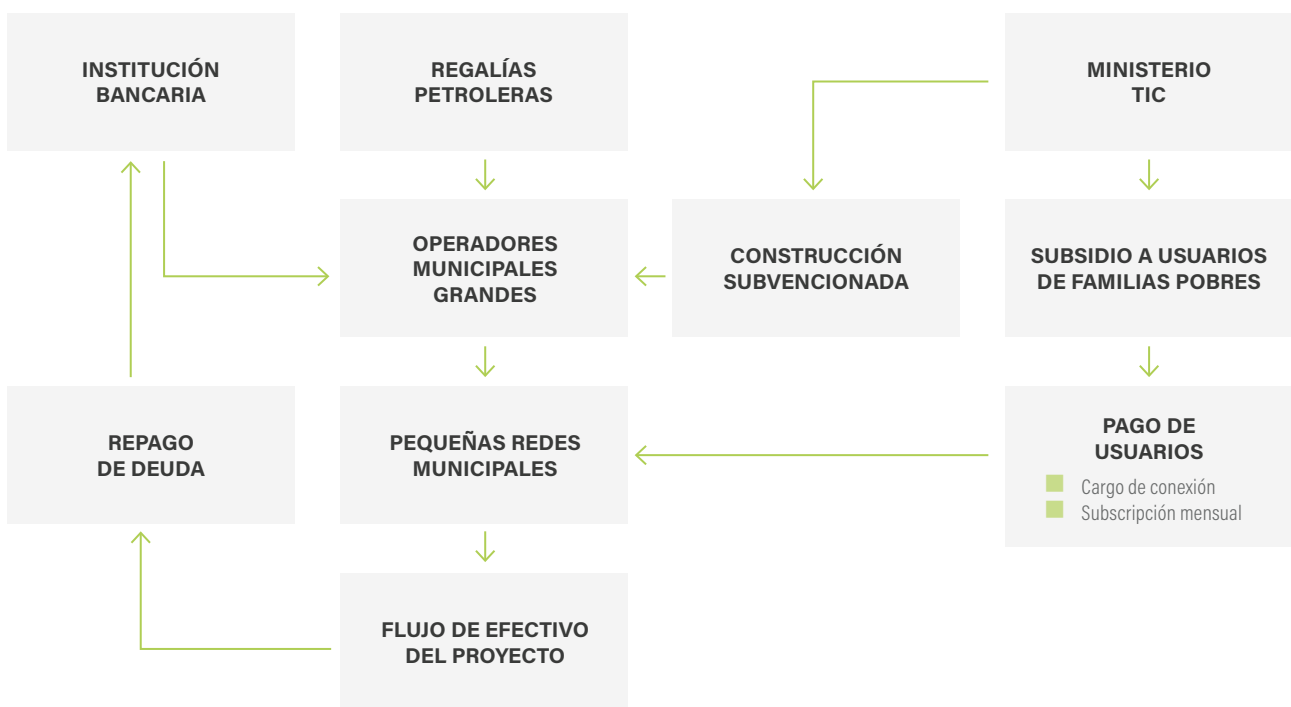 INSTITUCIÓN
BANCARIA
REGALÍAS
PETROLERAS
MINISTERIO
TIC
OPERADORES
MUNICIPALES
GRANDES
CONSTRUCCIÓN
SUBVENCIONADA
SUBSIDIO A USUARIOS
DE FAMILIAS POBRES
REPAGO
DE DEUDA
PEQUEÑAS REDES
MUNICIPALES
PAGO DE
USUARIOS
Cargo de conexión
Subscripción mensual
FLUJO DE EFECTIVO
DEL PROYECTO